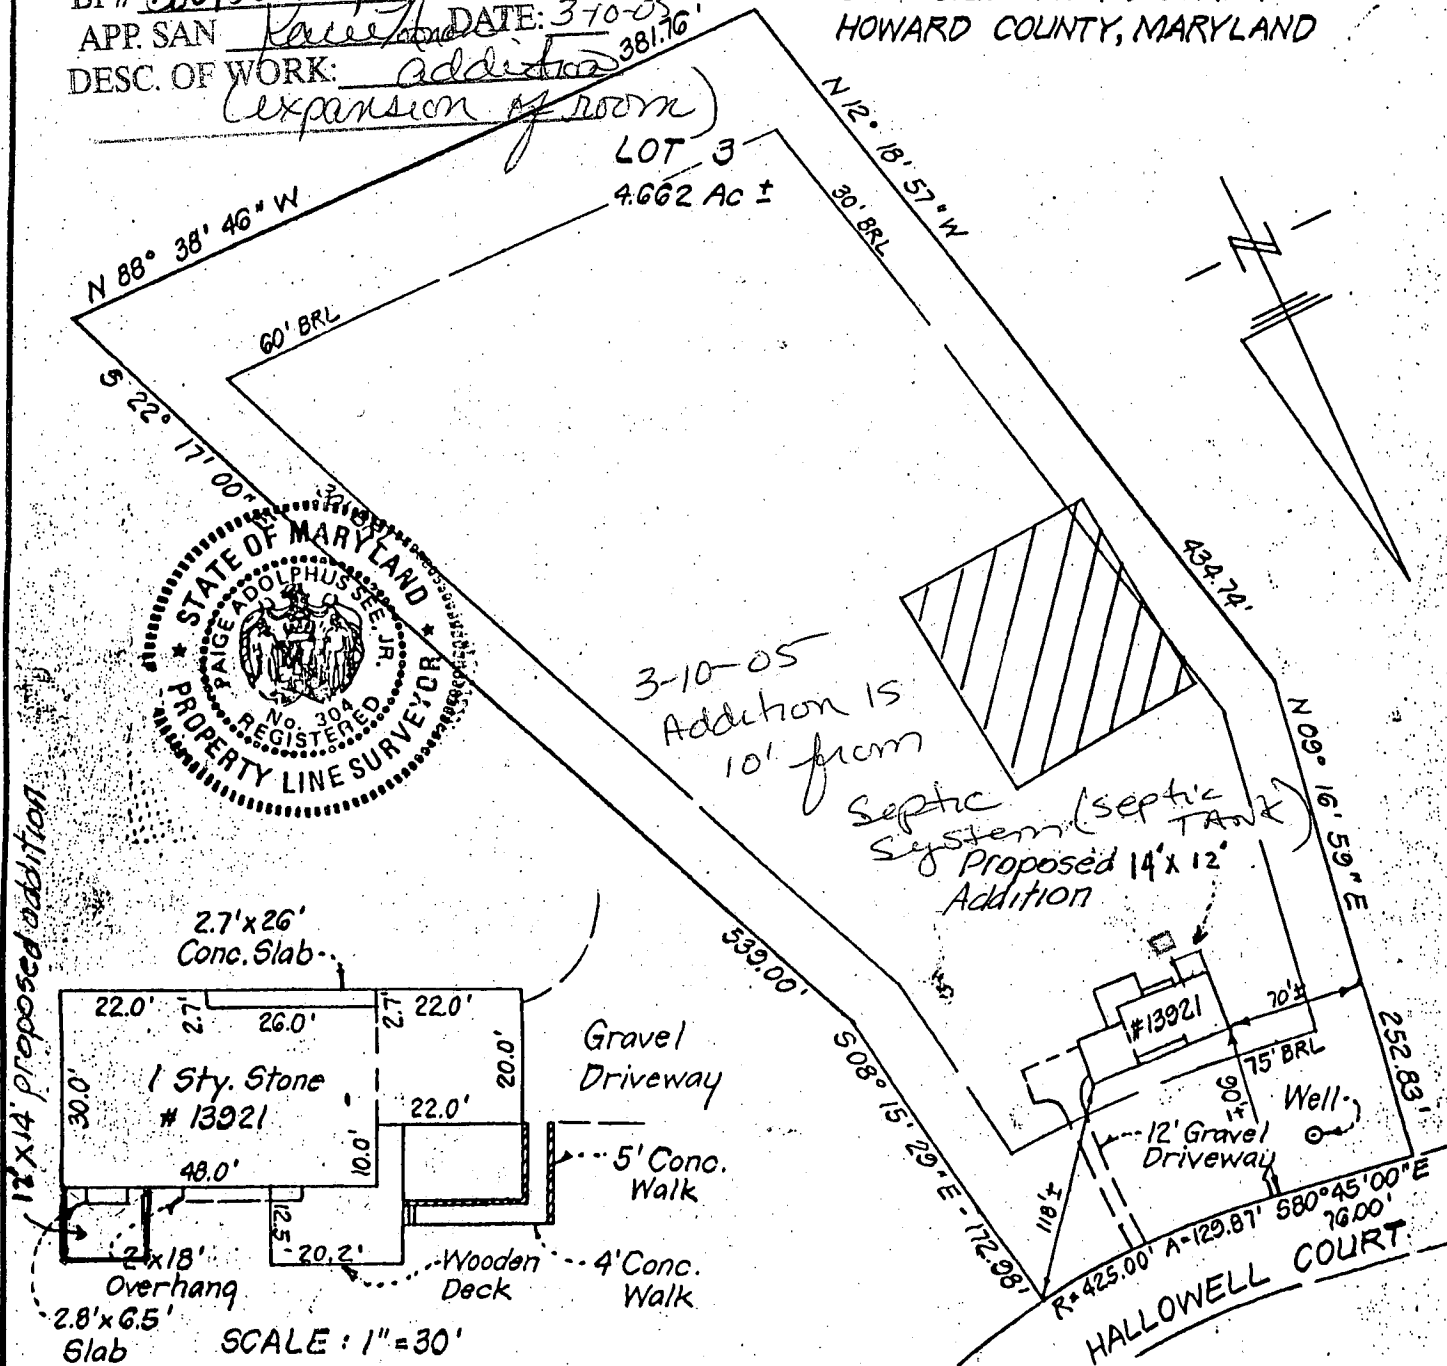 APP. SAN DATE: 3-10-05
DESC. OF WORK: addition
(expansion of room)
HOWARD COUNTY, MARYLAND
381.76'
LOT 3
4.662 Ac ±
N 88° 38' 46" W
N 12° 18' 57" W
30' BRL
60' BRL
N
S 22° 17' 00"
STATE OF MARYLAND
PAIGE ADOLPHUS SEE, JR.
No. 304
REGISTERED
PROPERTY LINE SURVEYOR
434.74'
3-10-05
Addition is
10' from
Septic
System (septic
TANK)
Proposed 14' X 12'
Addition
N 09° 16' 59" E
539.00'
12' X 14' proposed addition
2.7' x 26'
Conc. Slab
22.0'
2.7'
26.0'
2.7'
22.0'
30.0'
1 Sty. Stone
# 13921
20.0'
22.0'
10.0'
48.0'
Gravel
Driveway
5' Conc.
Walk
12.5'
20.2'
2'x18'
Overhang
Wooden
Deck
4' Conc.
Walk
2.8' x 6.5'
Slab
SCALE : 1" = 30'
#13921
70'±
75' BRL
90'±
252.83'
Well
12' Gravel
Driveway
118'±
S 08° 15' 29" E - 172.98'
R=425.00' A=129.87' S80°45'00"E
76.00'
HALLOWELL COURT